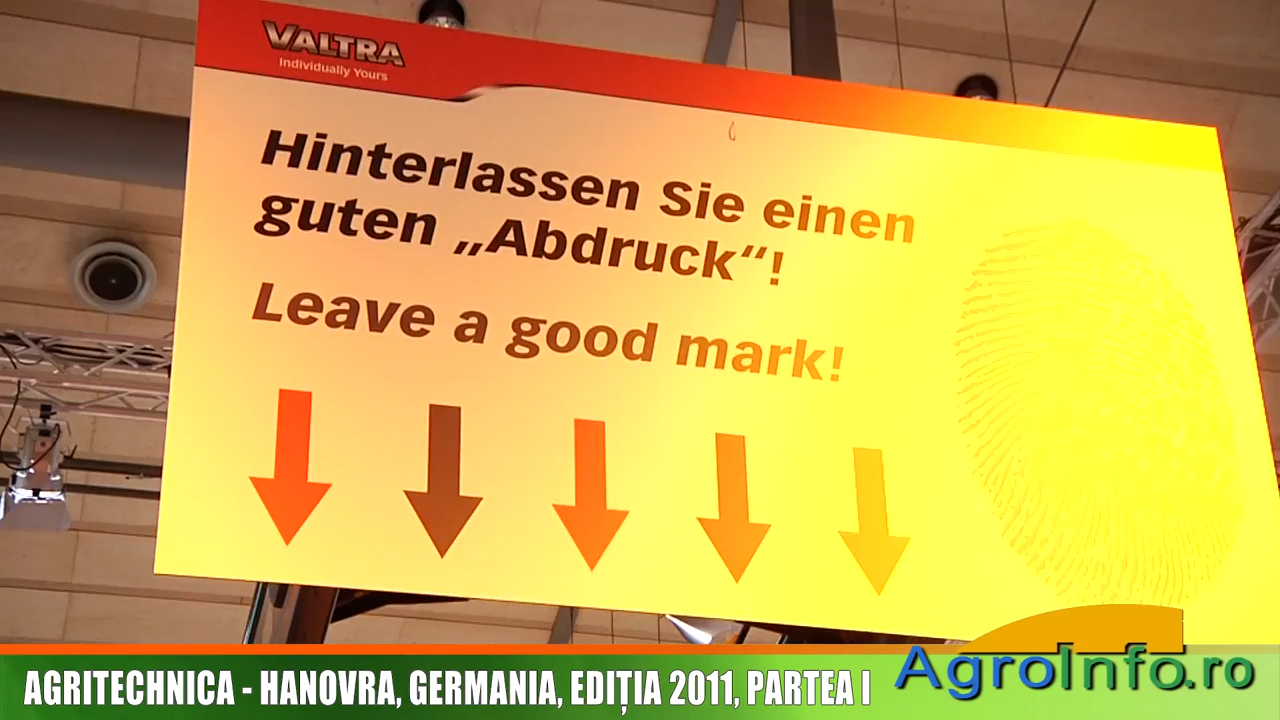 VALTRA
Individually Yours
Hinterlassen Sie einen
guten „Abdruck“!
Leave a good mark!
AGRITECHNICA - HANOVRA, GERMANIA, EDIȚIA 2011, PARTEA I
AgroInfo.ro